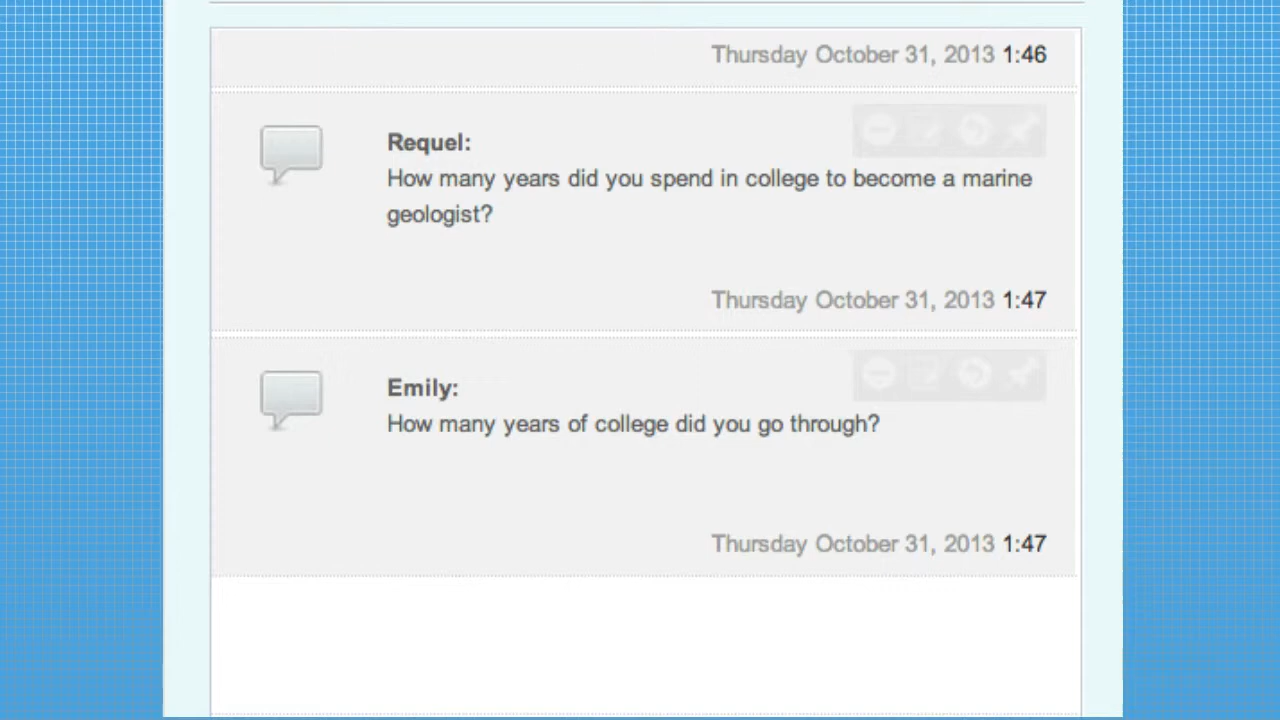 Thursday October 31, 2013 1:46
Requel:
How many years did you spend in college to become a marine
geologist?
Thursday October 31, 2013 1:47
Emily:
How many years of college did you go through?
Thursday October 31, 2013 1:47